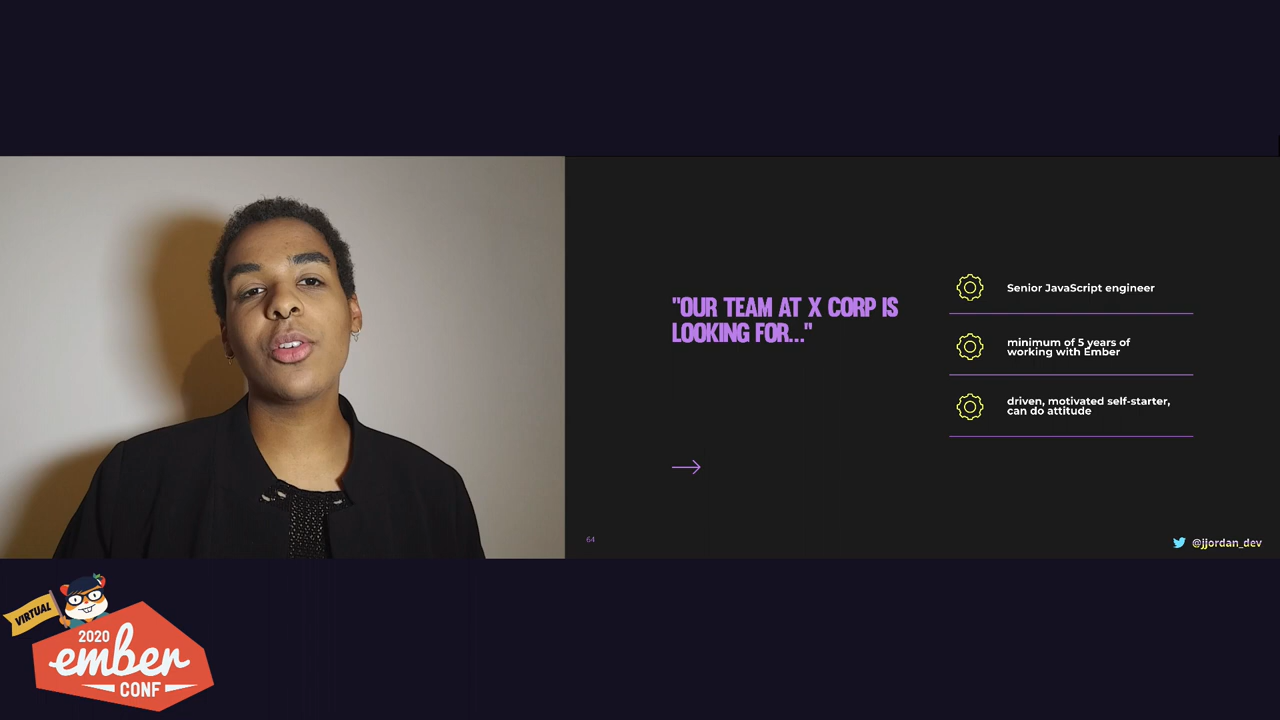 "OUR TEAM AT X CORP IS
LOOKING FOR..."
Senior JavaScript engineer
minimum of 5 years of
working with Ember
driven, motivated self-starter,
can do attitude
64
@jjordan_dev
VIRTUAL
2020
ember
CONF